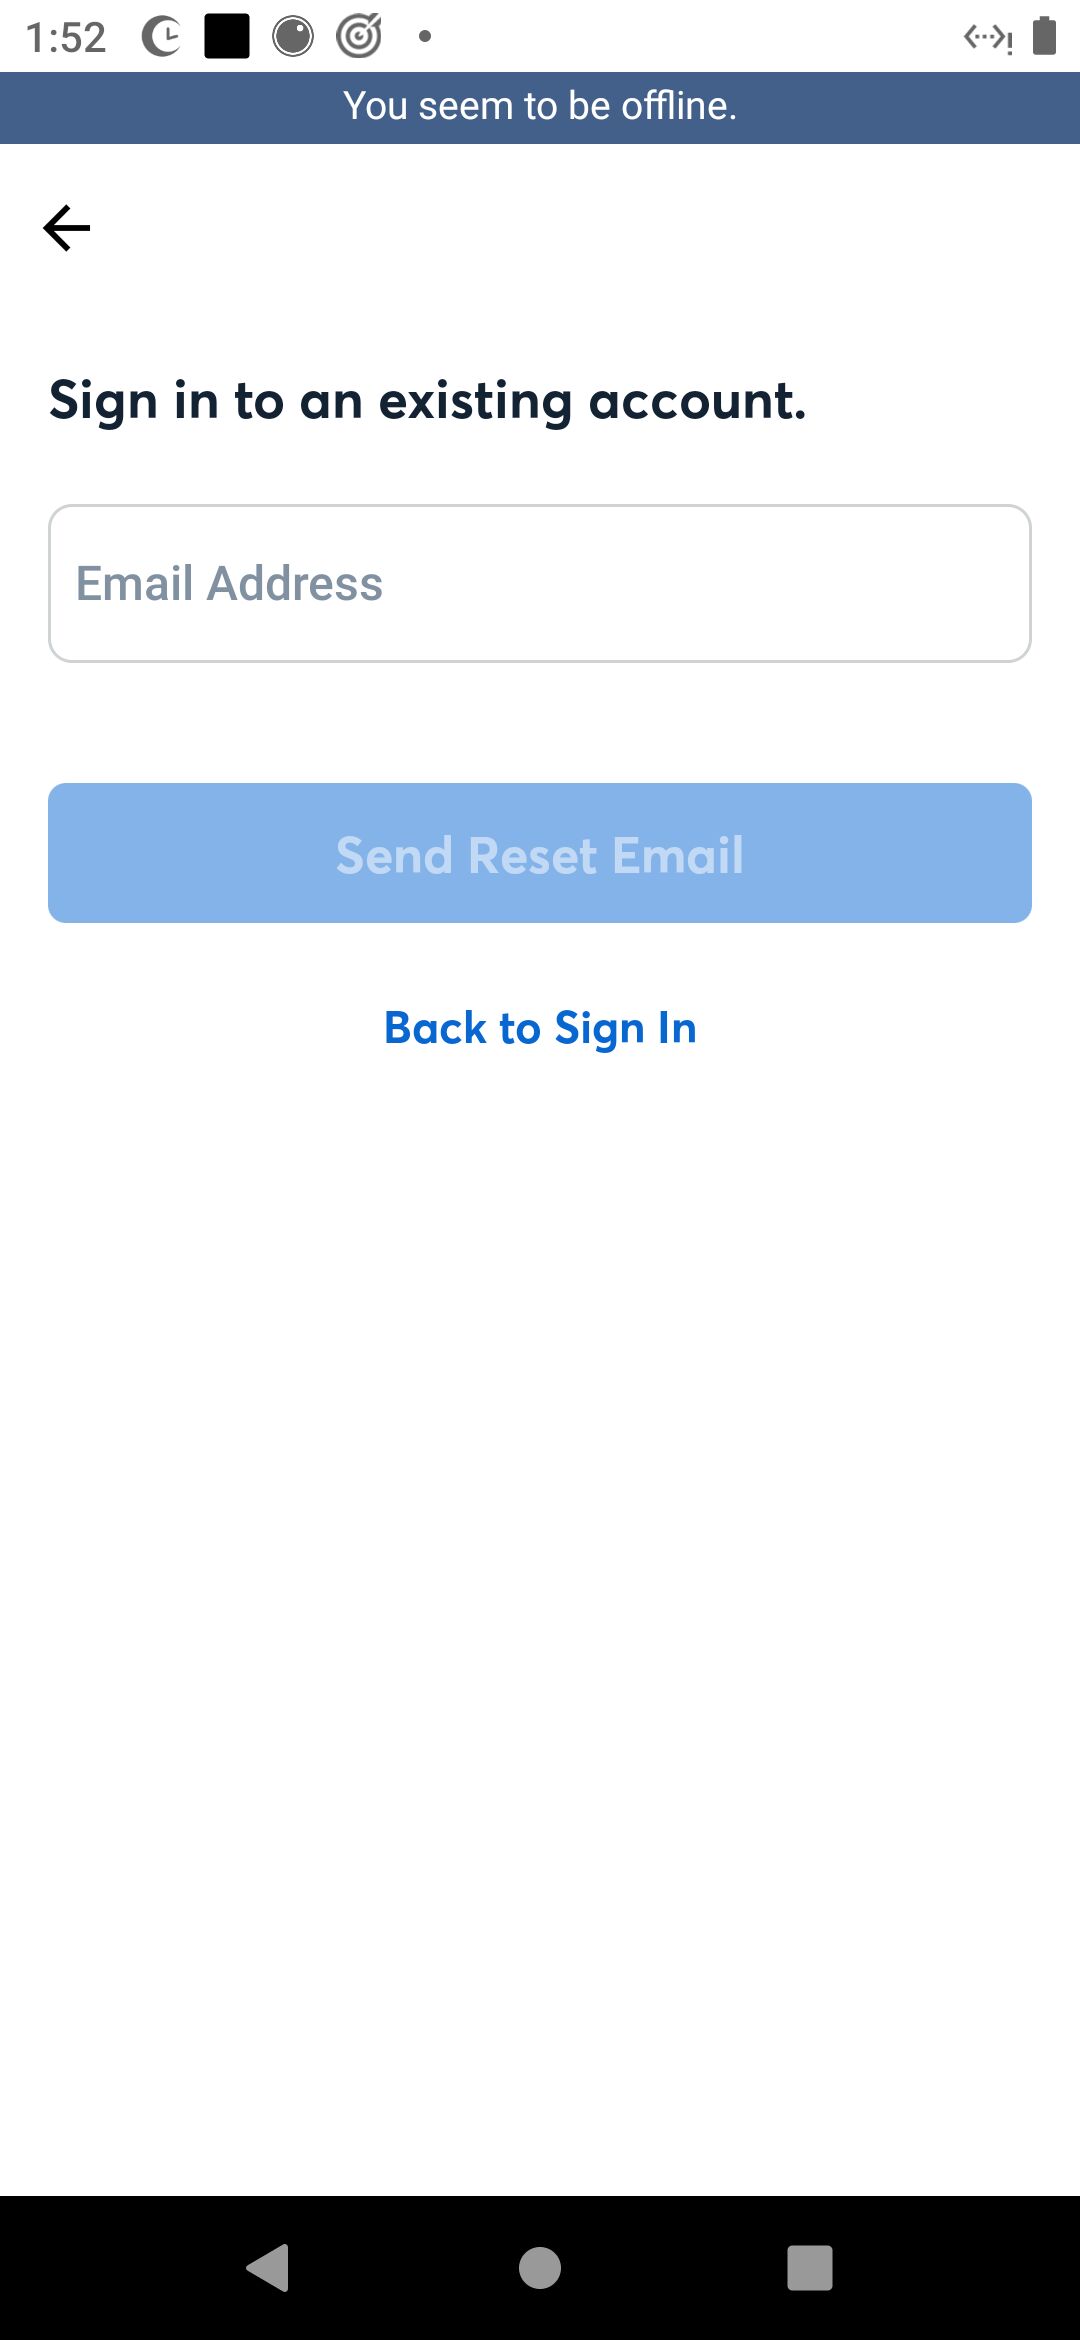 1:52
You seem to be offline.
Sign in to an existing account.
Email Address
Send Reset Email
Back to Sign In